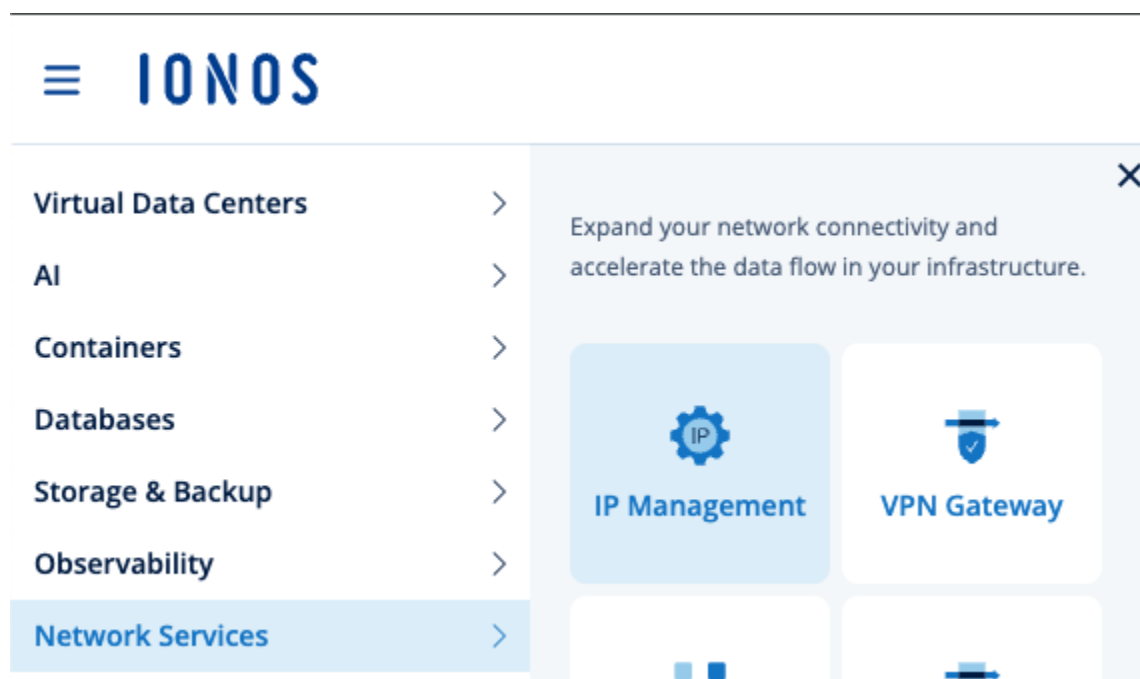 IONOS
Virtual Data Centers
AI
Containers
Databases
Storage & Backup
Observability
Network Services
Expand your network connectivity and
accelerate the data flow in your infrastructure.
IP
IP Management
VPN Gateway